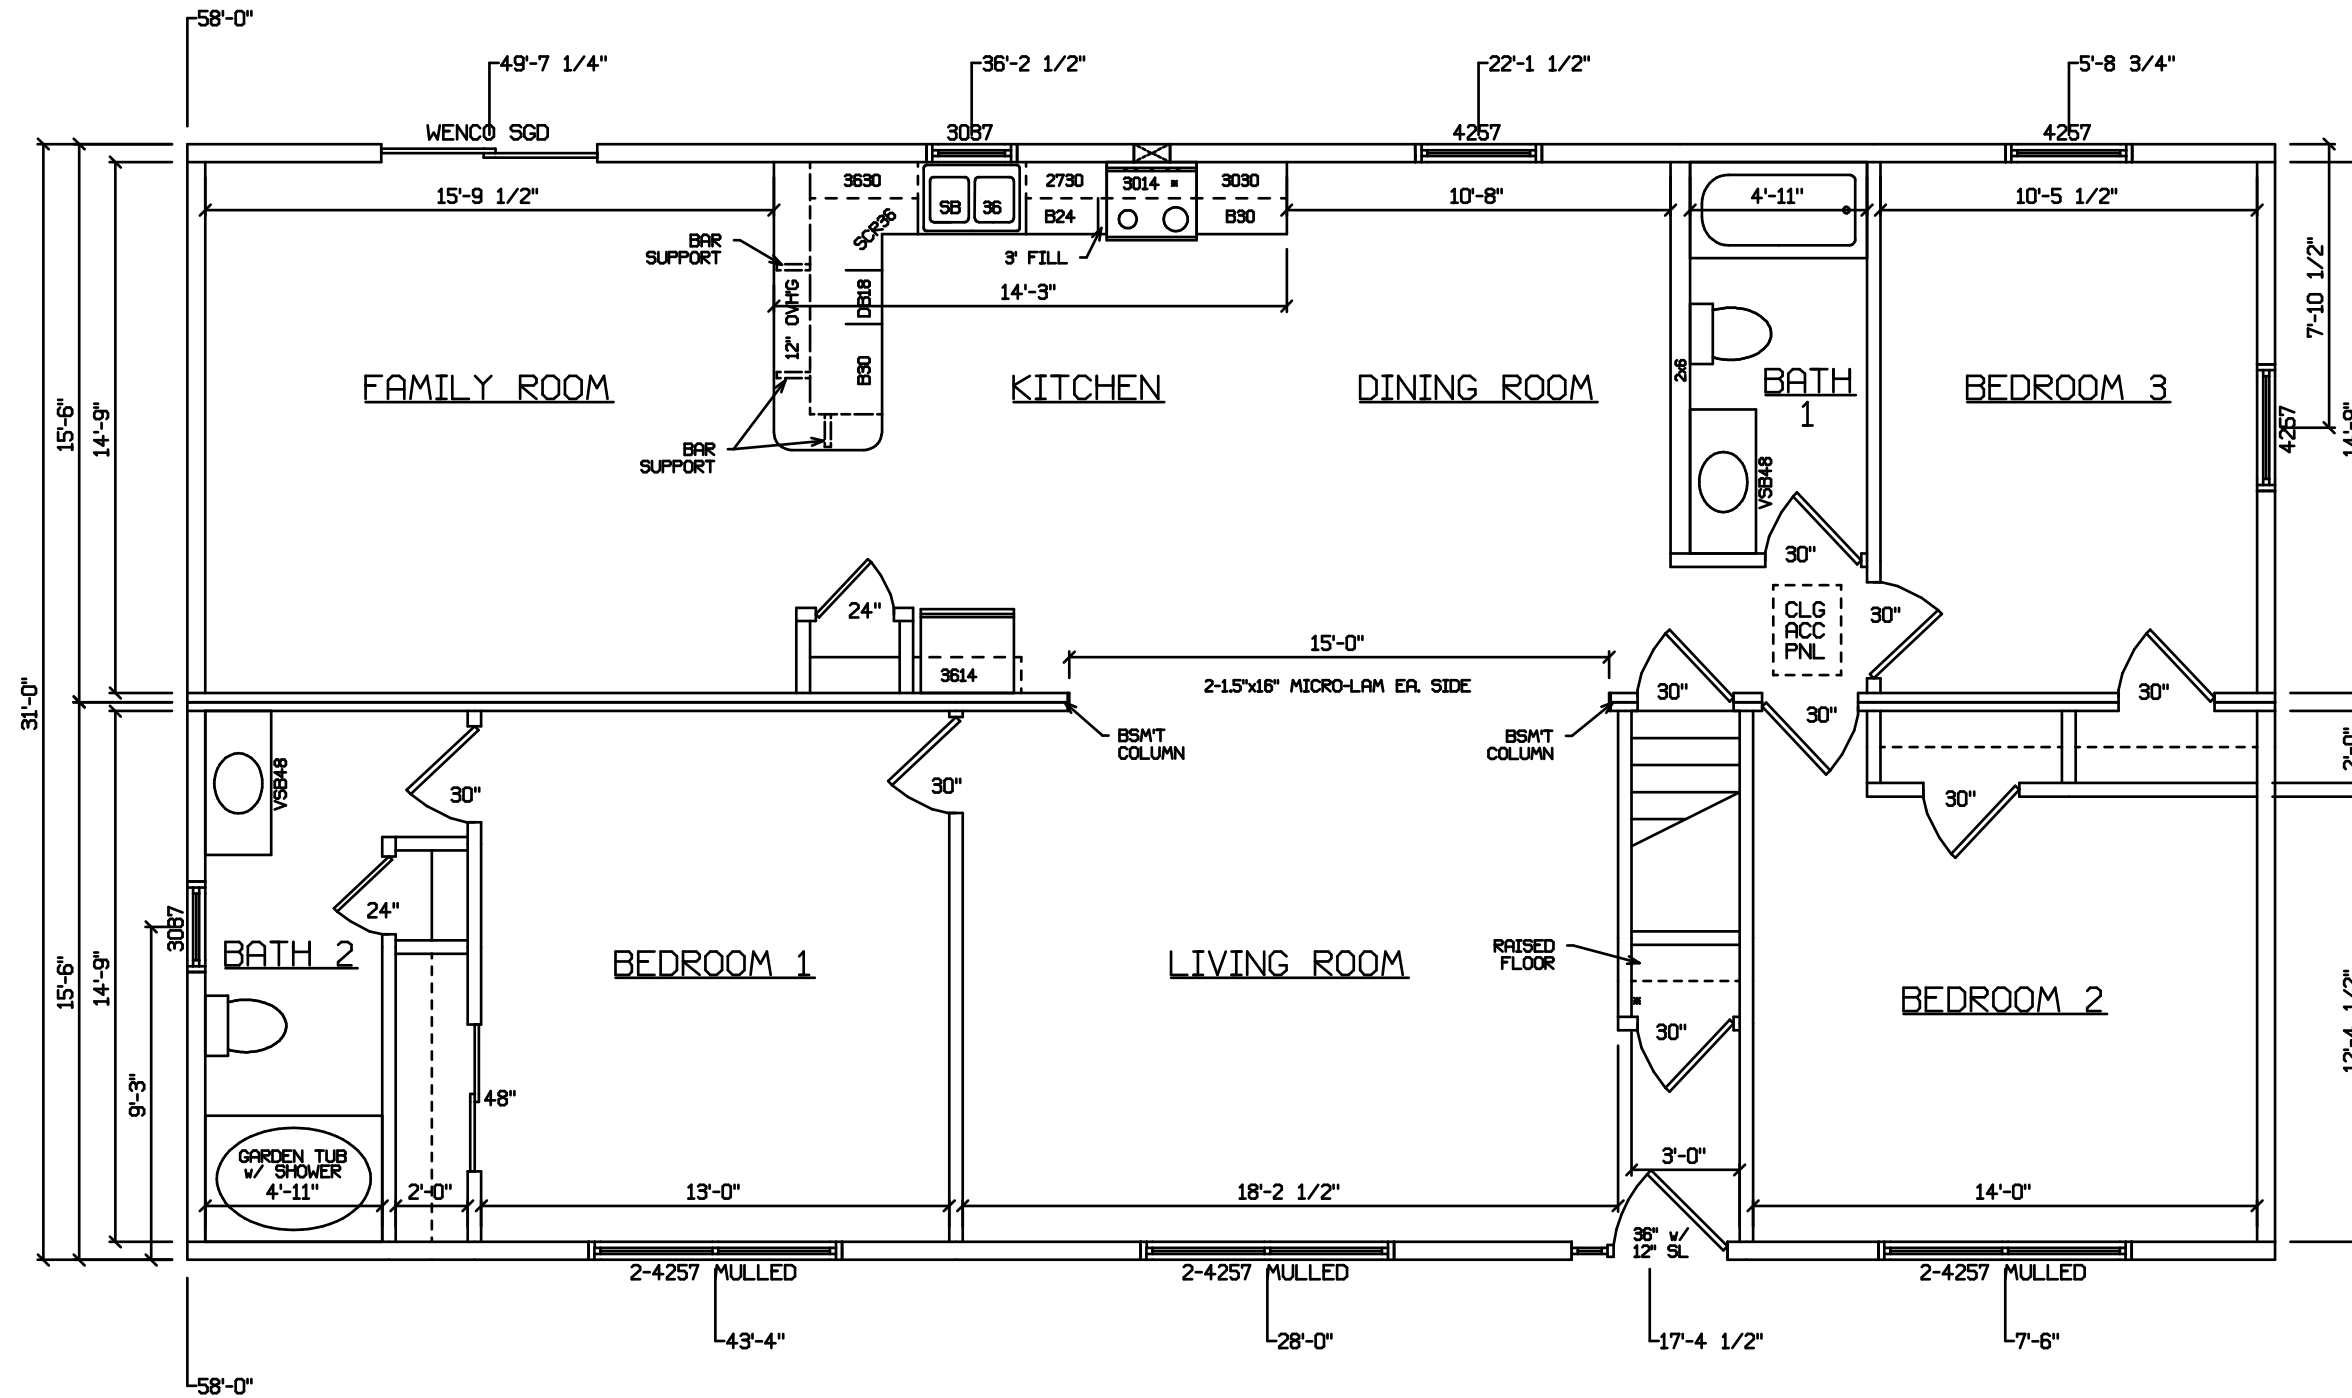 58'-0"
49'-7 1/4"
36'-2 1/2"
22'-1 1/2"
5'-8 3/4"
WENCO SGD
3087
4257
4257
15'-9 1/2"
3630
2730
3014
3030
10'-8"
4'-11"
10'-5 1/2"
SB
36
B24
B30
SCR36
BAR
SUPPORT
3' FILL
7'-10 1/2"
12" OVH'G
DB18
14'-3"
B30
2x6
FAMILY ROOM
KITCHEN
DINING ROOM
BATH
1
BEDROOM 3
4257
15'-6"
14'-9"
14'-9"
BAR
SUPPORT
VSB48
30"
24"
CLG
ACC
PNL
30"
15'-0"
3614
2-1.5"x16" MICRO-LAM EA. SIDE
30"
30"
30"
31'-0"
BSM'T
COLUMN
BSM'T
COLUMN
2'-0"
VSB48
30"
30"
30"
24"
3087
BATH 2
BEDROOM 1
LIVING ROOM
RAISED
FLOOR
BEDROOM 2
15'-6"
14'-9"
12'-4 1/2"
30"
9'-3"
48"
GARDEN TUB
w/ SHOWER
4'-11"
2'-0"
13'-0"
18'-2 1/2"
3'-0"
14'-0"
36" w/
12" SL
2-4257 MULLED
2-4257 MULLED
2-4257 MULLED
43'-4"
28'-0"
17'-4 1/2"
7'-6"
58'-0"